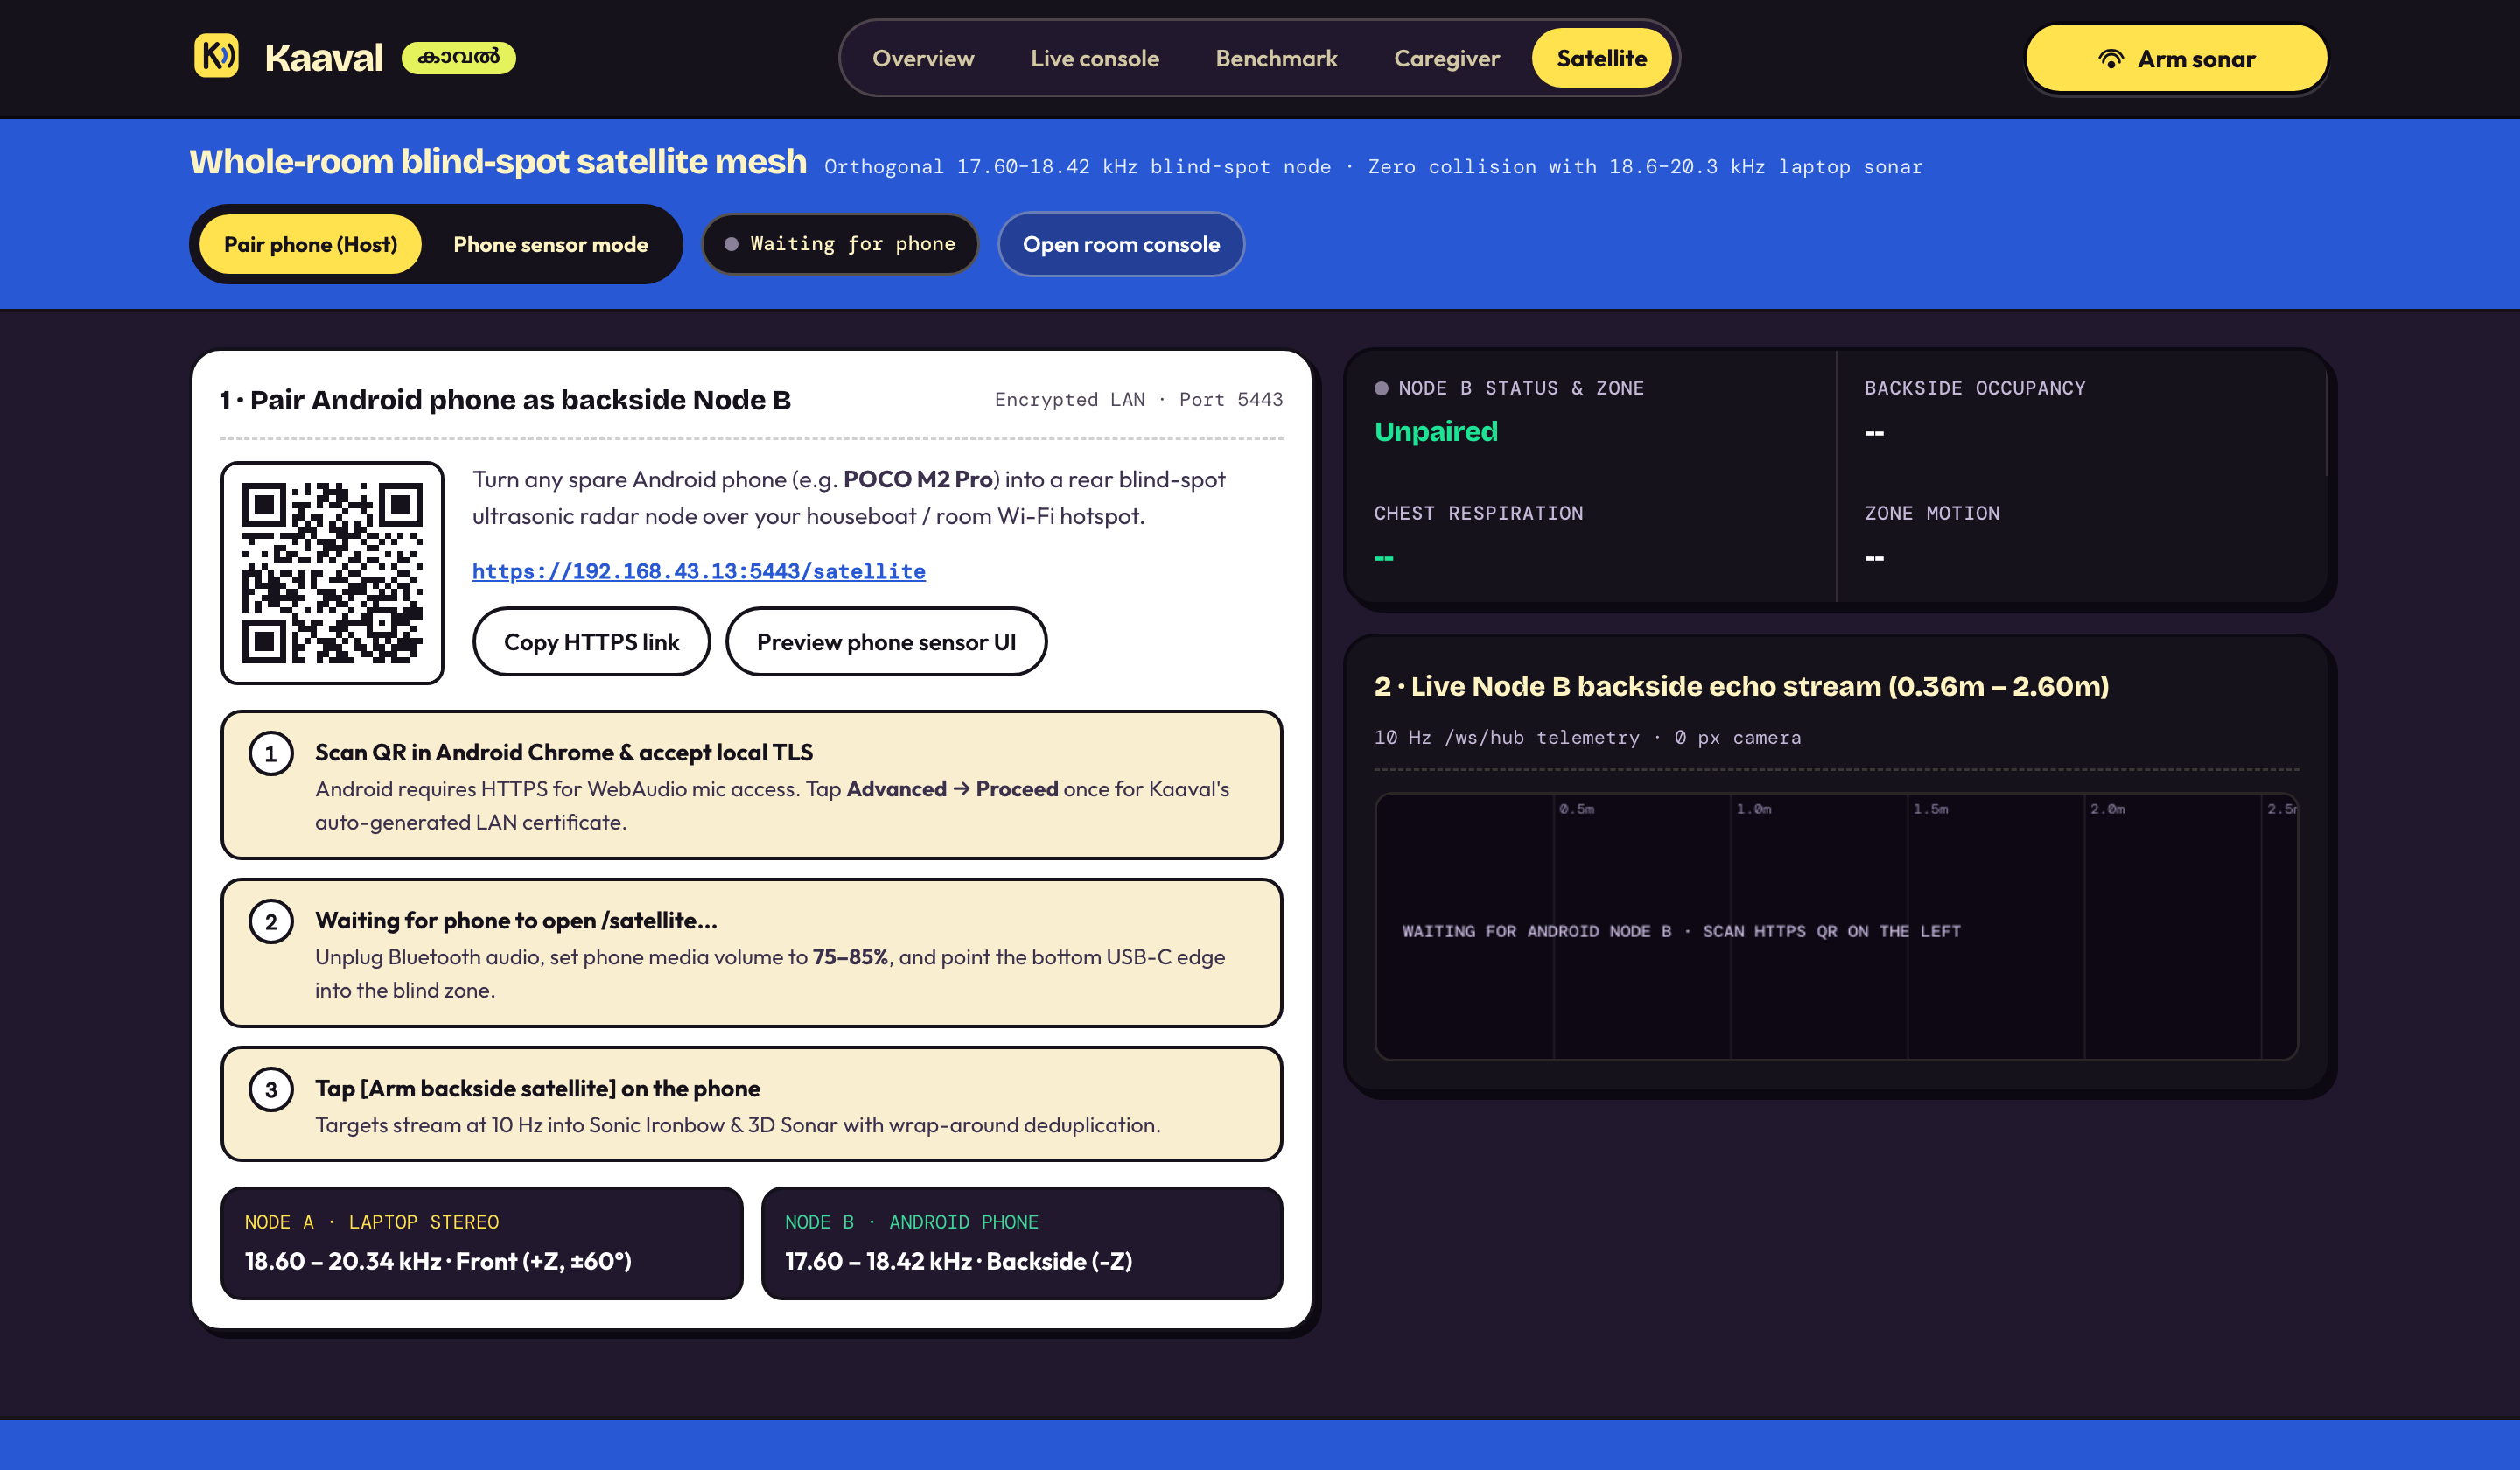 Kaaval
കാവൽ
Overview
Live console
Benchmark
Caregiver
Satellite
Arm sonar
Whole-room blind-spot satellite mesh
Orthogonal 17.60–18.42 kHz blind-spot node · Zero collision with 18.6–20.3 kHz laptop sonar
Pair phone (Host)
Phone sensor mode
Waiting for phone
Open room console
1 · Pair Android phone as backside Node B
Encrypted LAN · Port 5443
Turn any spare Android phone (e.g. POCO M2 Pro) into a rear blind-spot
ultrasonic radar node over your houseboat / room Wi-Fi hotspot.
https://192.168.43.13:5443/satellite
Copy HTTPS link
Preview phone sensor UI
1
Scan QR in Android Chrome & accept local TLS
Android requires HTTPS for WebAudio mic access. Tap Advanced → Proceed once for Kaaval's
auto-generated LAN certificate.
2
Waiting for phone to open /satellite...
Unplug Bluetooth audio, set phone media volume to 75–85%, and point the bottom USB-C edge
into the blind zone.
3
Tap [Arm backside satellite] on the phone
Targets stream at 10 Hz into Sonic Ironbow & 3D Sonar with wrap-around deduplication.
NODE A · LAPTOP STEREO
18.60 – 20.34 kHz · Front (+Z, ±60°)
NODE B · ANDROID PHONE
17.60 – 18.42 kHz · Backside (-Z)
NODE B STATUS & ZONE
Unpaired
BACKSIDE OCCUPANCY
--
CHEST RESPIRATION
--
ZONE MOTION
--
2 · Live Node B backside echo stream (0.36m – 2.60m)
10 Hz /ws/hub telemetry · 0 px camera
0.5m
1.0m
1.5m
2.0m
2.5m
WAITING FOR ANDROID NODE B · SCAN HTTPS QR ON THE LEFT